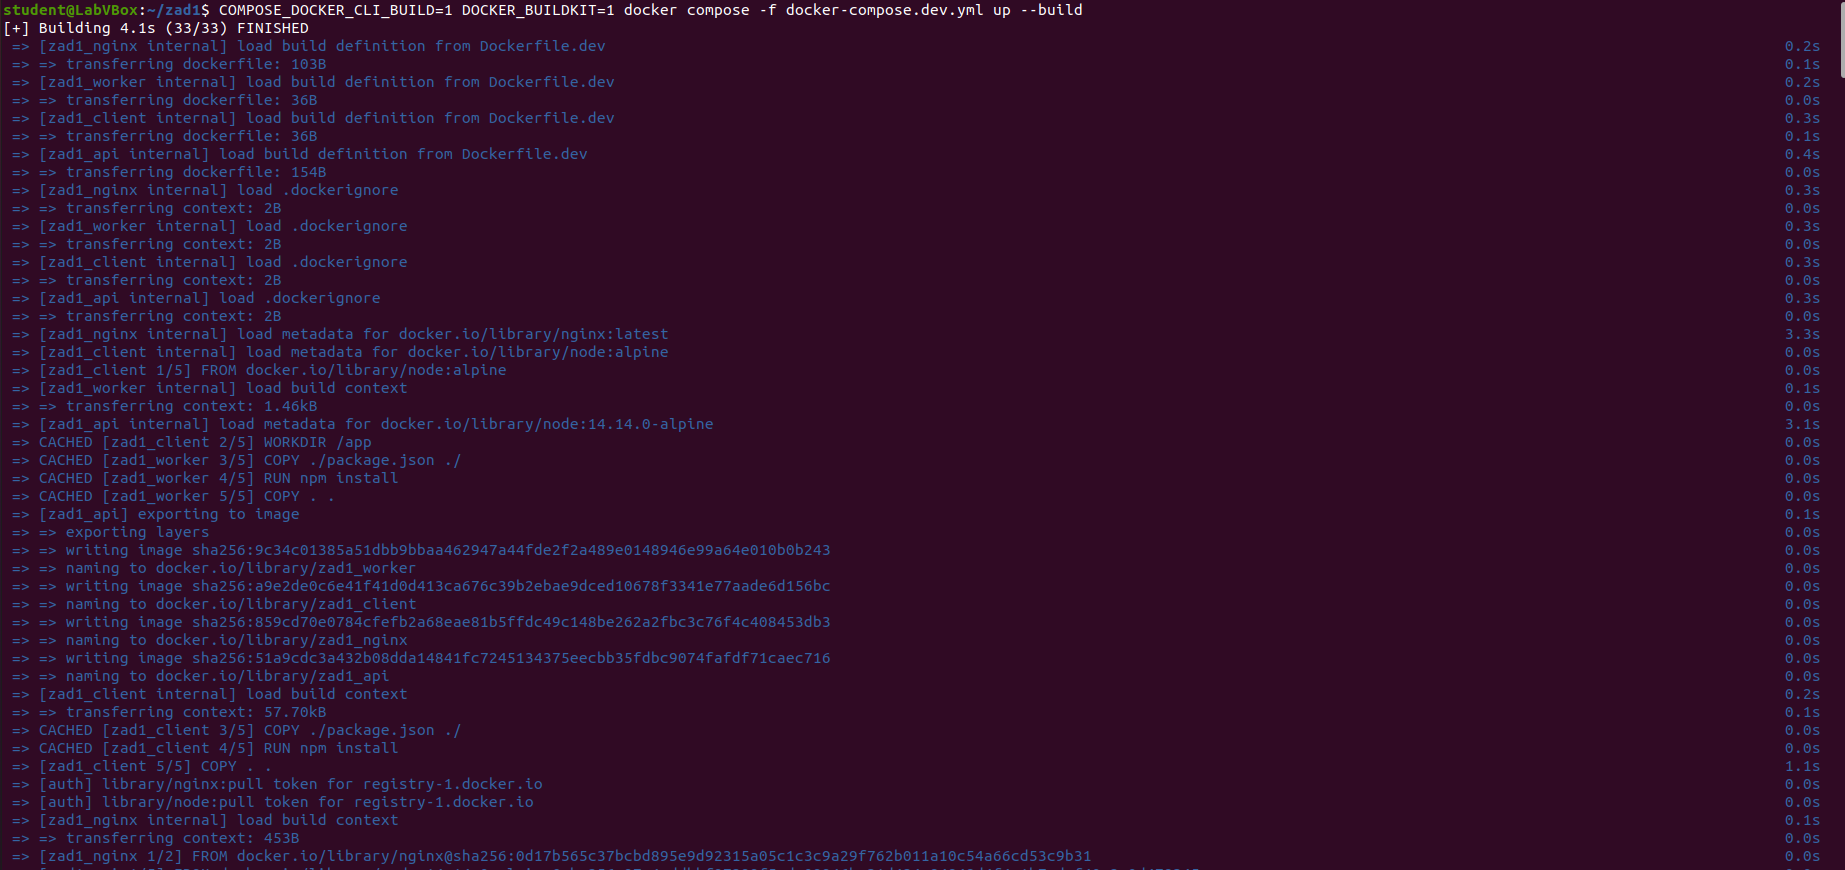 student@LabVBox:~/zad1$ COMPOSE_DOCKER_CLI_BUILD=1 DOCKER_BUILDKIT=1 docker compose -f docker-compose.dev.yml up --build
[+] Building 4.1s (33/33) FINISHED
=> [zad1_nginx internal] load build definition from Dockerfile.dev 0.2s
=> => transferring dockerfile: 103B 0.1s
=> [zad1_worker internal] load build definition from Dockerfile.dev 0.2s
=> => transferring dockerfile: 36B 0.0s
=> [zad1_client internal] load build definition from Dockerfile.dev 0.3s
=> => transferring dockerfile: 36B 0.1s
=> [zad1_api internal] load build definition from Dockerfile.dev 0.4s
=> => transferring dockerfile: 154B 0.0s
=> [zad1_nginx internal] load .dockerignore 0.3s
=> => transferring context: 2B 0.0s
=> [zad1_worker internal] load .dockerignore 0.3s
=> => transferring context: 2B 0.0s
=> [zad1_client internal] load .dockerignore 0.3s
=> => transferring context: 2B 0.0s
=> [zad1_api internal] load .dockerignore 0.3s
=> => transferring context: 2B 0.0s
=> [zad1_nginx internal] load metadata for docker.io/library/nginx:latest 3.3s
=> [zad1_client internal] load metadata for docker.io/library/node:alpine 0.0s
=> [zad1_client 1/5] FROM docker.io/library/node:alpine 0.0s
=> [zad1_worker internal] load build context 0.1s
=> => transferring context: 1.46kB 0.0s
=> [zad1_api internal] load metadata for docker.io/library/node:14.14.0-alpine 3.1s
=> CACHED [zad1_client 2/5] WORKDIR /app 0.0s
=> CACHED [zad1_worker 3/5] COPY ./package.json ./ 0.0s
=> CACHED [zad1_worker 4/5] RUN npm install 0.0s
=> CACHED [zad1_worker 5/5] COPY . . 0.0s
=> [zad1_api] exporting to image 0.1s
=> => exporting layers 0.0s
=> => writing image sha256:9c34c01385a51dbb9bbaa462947a44fde2f2a489e0148946e99a64e010b0b243 0.0s
=> => naming to docker.io/library/zad1_worker 0.0s
=> => writing image sha256:a9e2de0c6e41f41d0d413ca676c39b2ebae9dced10678f3341e77aade6d156bc 0.0s
=> => naming to docker.io/library/zad1_client 0.0s
=> => writing image sha256:859cd70e0784cfefb2a68eae81b5ffdc49c148be262a2fbc3c76f4c408453db3 0.0s
=> => naming to docker.io/library/zad1_nginx 0.0s
=> => writing image sha256:51a9cdc3a432b08dda14841fc7245134375eecbb35fdbc9074fafdf71caec716 0.0s
=> => naming to docker.io/library/zad1_api 0.0s
=> [zad1_client internal] load build context 0.2s
=> => transferring context: 57.70kB 0.1s
=> CACHED [zad1_client 3/5] COPY ./package.json ./ 0.0s
=> CACHED [zad1_client 4/5] RUN npm install 0.0s
=> [zad1_client 5/5] COPY . . 1.1s
=> [auth] library/nginx:pull token for registry-1.docker.io 0.0s
=> [auth] library/node:pull token for registry-1.docker.io 0.0s
=> [zad1_nginx internal] load build context 0.1s
=> => transferring context: 453B 0.0s
=> [zad1_nginx 1/2] FROM docker.io/library/nginx@sha256:0d17b565c37bcbd895e9d92315a05c1c3c9a29f762b011a10c54a66cd53c9b31 0.0s